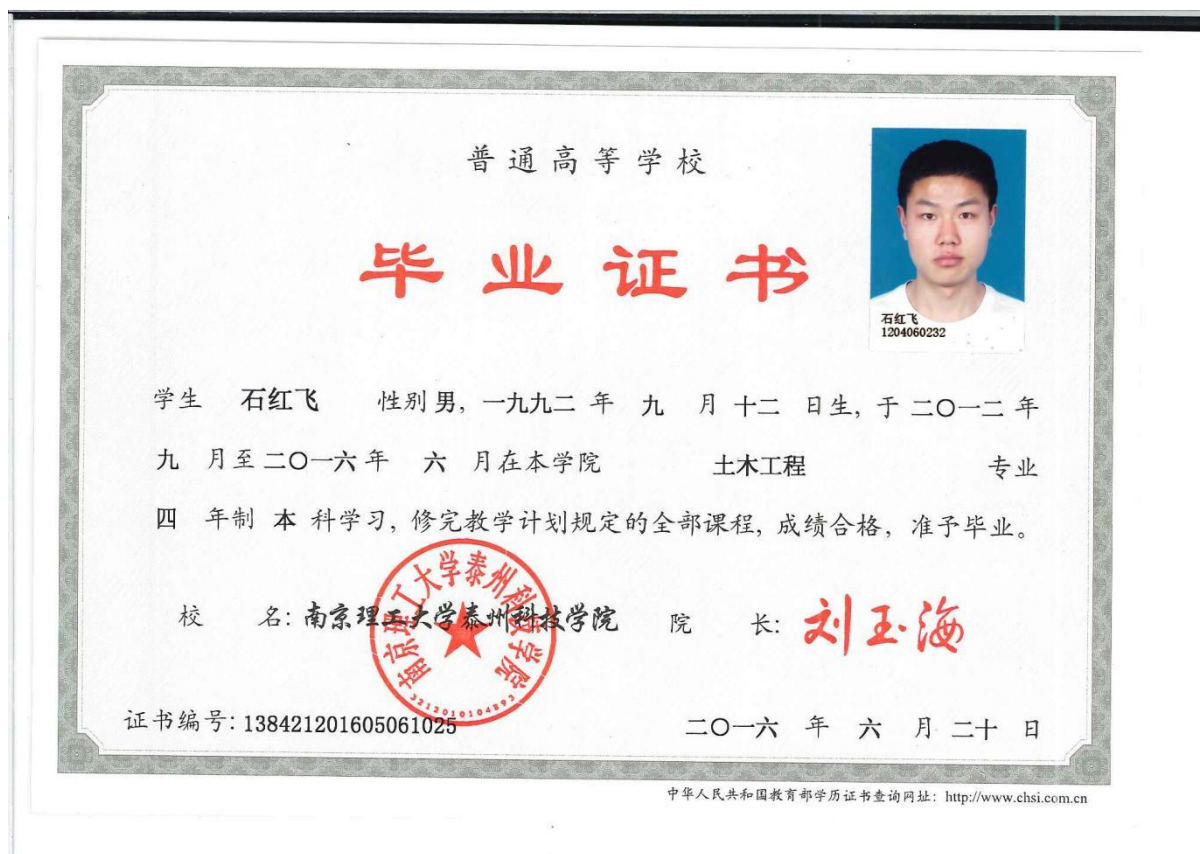 普通高等学校
毕业证书
石红飞
1204060232
学生 石红飞 性别 男, 一九九二 年 九 月 十二 日生, 于 二〇一二 年
九 月至 二〇一六 年 六 月在本学院 土木工程 专业
四 年制 本 科学习, 修完教学计划规定的全部课程, 成绩合格, 准予毕业。
南京理工大学泰州科技学院
3212010104893
校 名: 南京理工大学泰州科技学院 院 长: 刘玉海
证书编号: 138421201605061025 二〇一六 年 六 月 二十 日
中华人民共和国教育部学历证书查询网址: http://www.chsi.com.cn